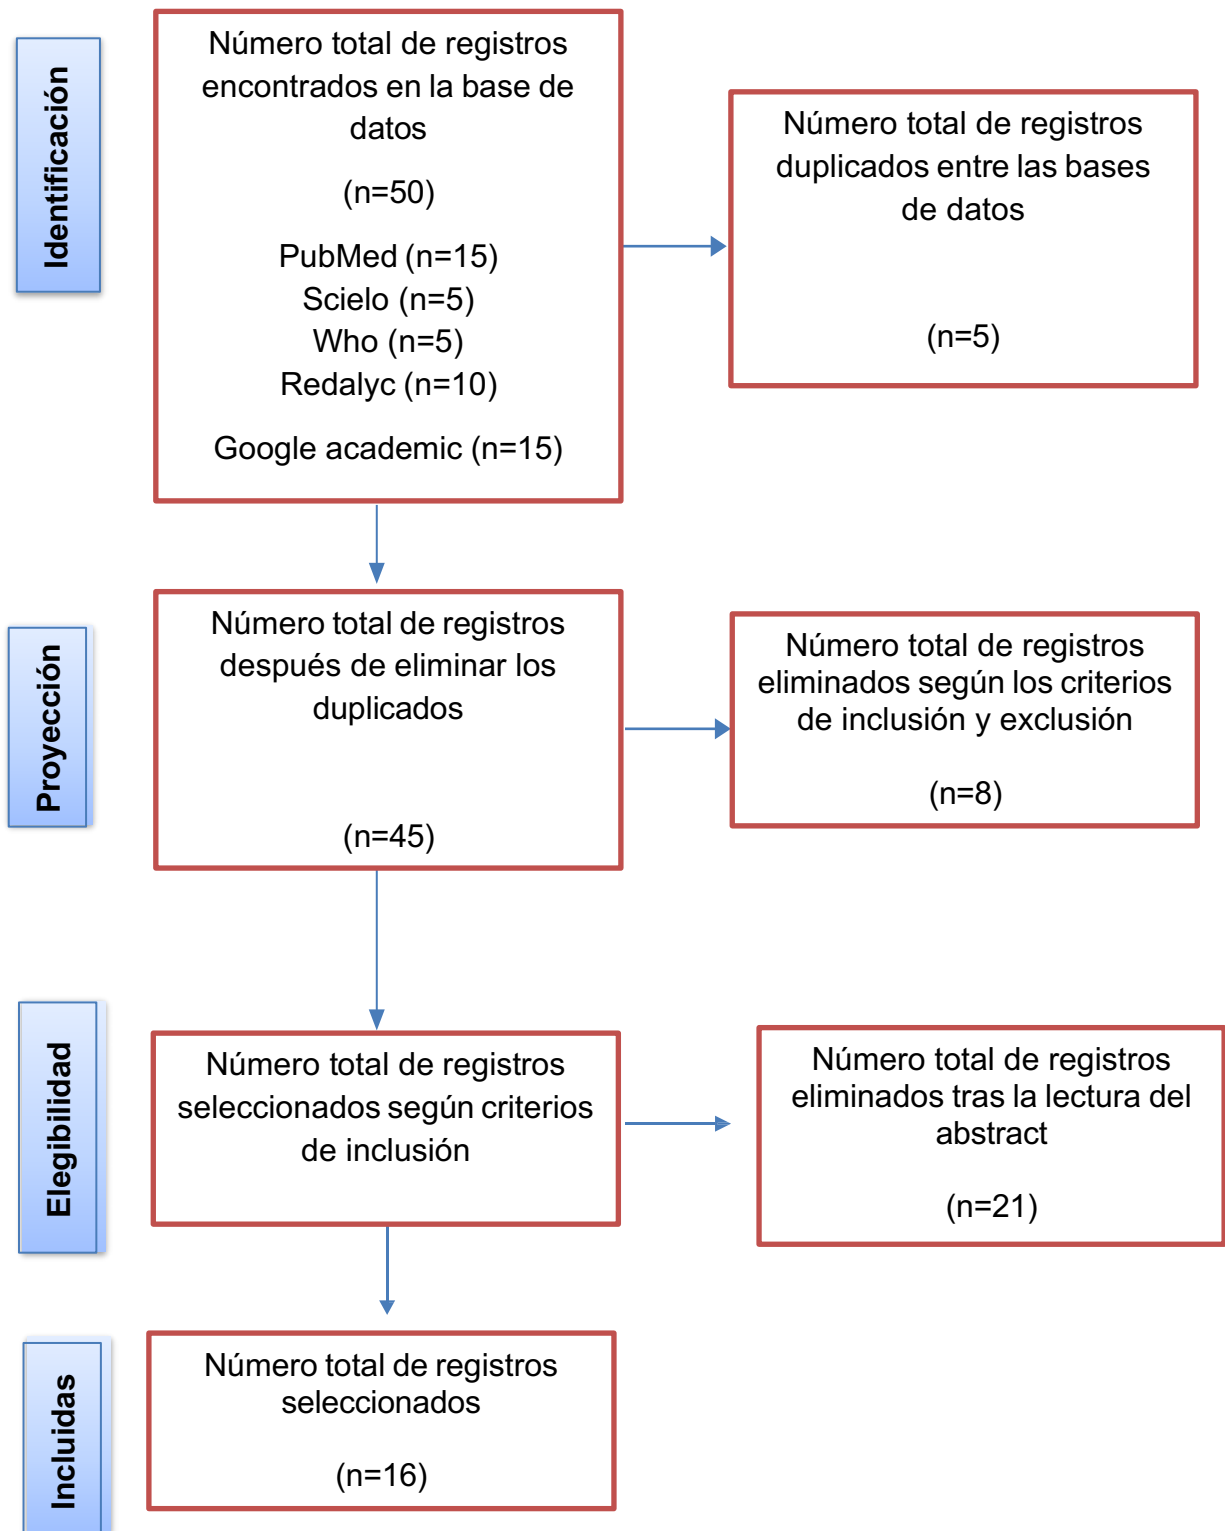 Identificación
Número total de registros
encontrados en la base de
datos
(n=50)
PubMed (n=15)
Scielo (n=5)
Who (n=5)
Redalyc (n=10)
Google academic (n=15)
Número total de registros
duplicados entre las bases
de datos
(n=5)
Proyección
Número total de registros
después de eliminar los
duplicados
(n=45)
Número total de registros
eliminados según los criterios
de inclusión y exclusión
(n=8)
Elegibilidad
Número total de registros
seleccionados según criterios
de inclusión
Número total de registros
eliminados tras la lectura del
abstract
(n=21)
Incluidas
Número total de registros
seleccionados
(n=16)